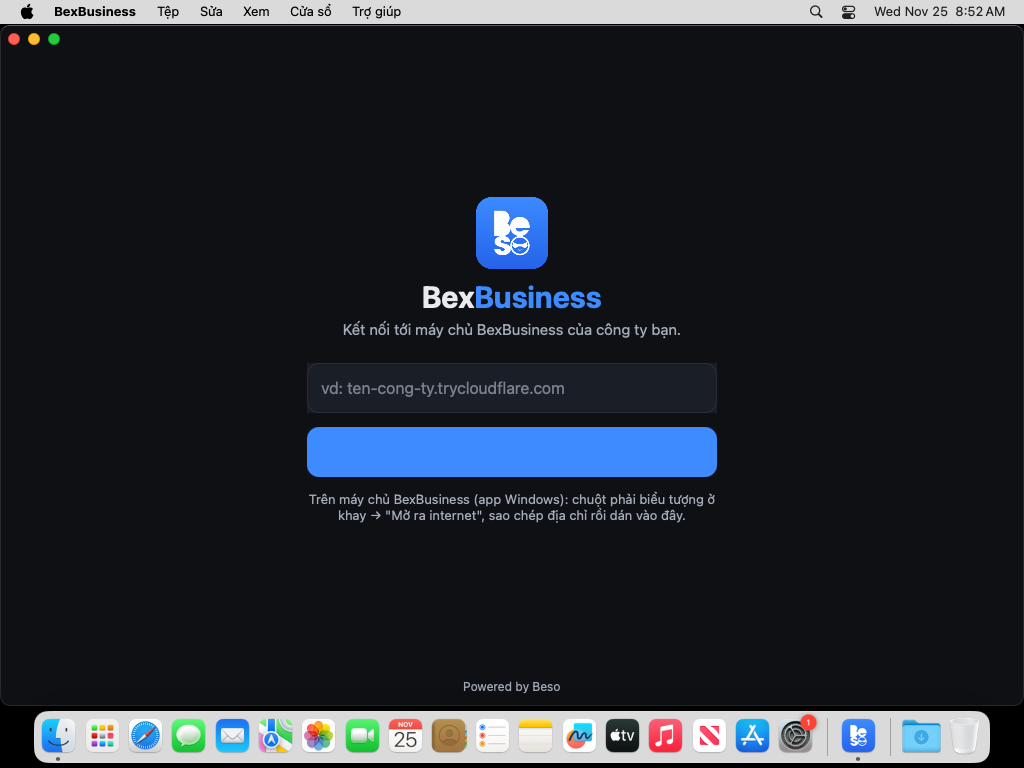 BexBusiness Tệp Sửa Xem Cửa sổ Trợ giúp Wed Nov 25 8:52 AM
Beso
BexBusiness
Kết nối tới máy chủ BexBusiness của công ty bạn.
vd: ten-cong-ty.trycloudflare.com
Trên máy chủ BexBusiness (app Windows): chuột phải biểu tượng ở
khay → "Mở ra internet", sao chép địa chỉ rồi dán vào đây.
Powered by Beso
NOV
25
tv
1
Beso